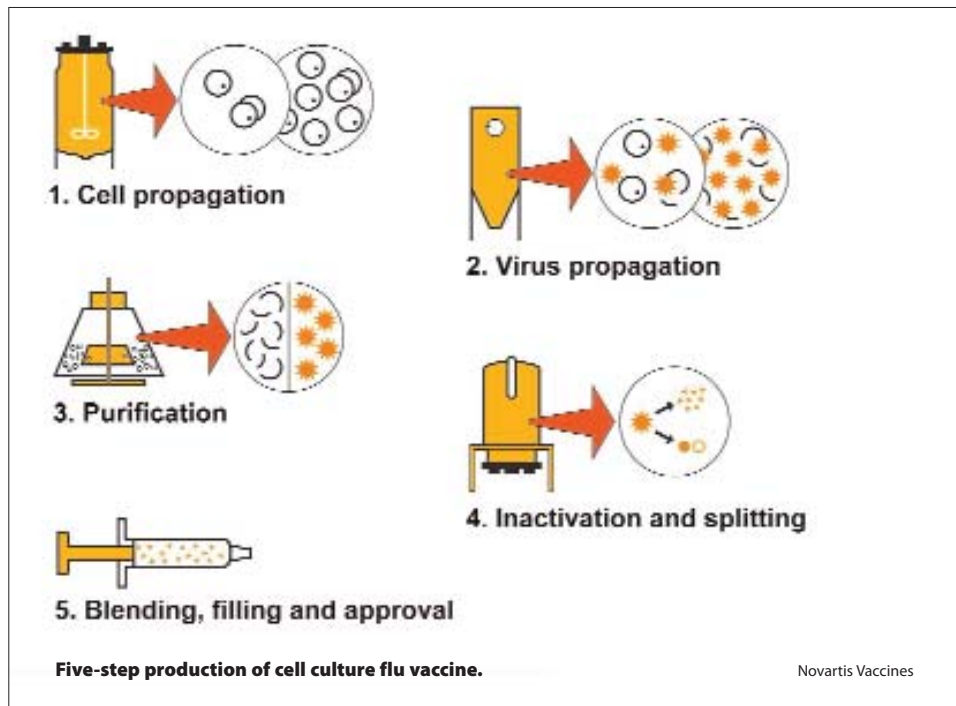 1. Cell propagation
2. Virus propagation
3. Purification
4. Inactivation and splitting
5. Blending, filling and approval
Five-step production of cell culture flu vaccine.
Novartis Vaccines